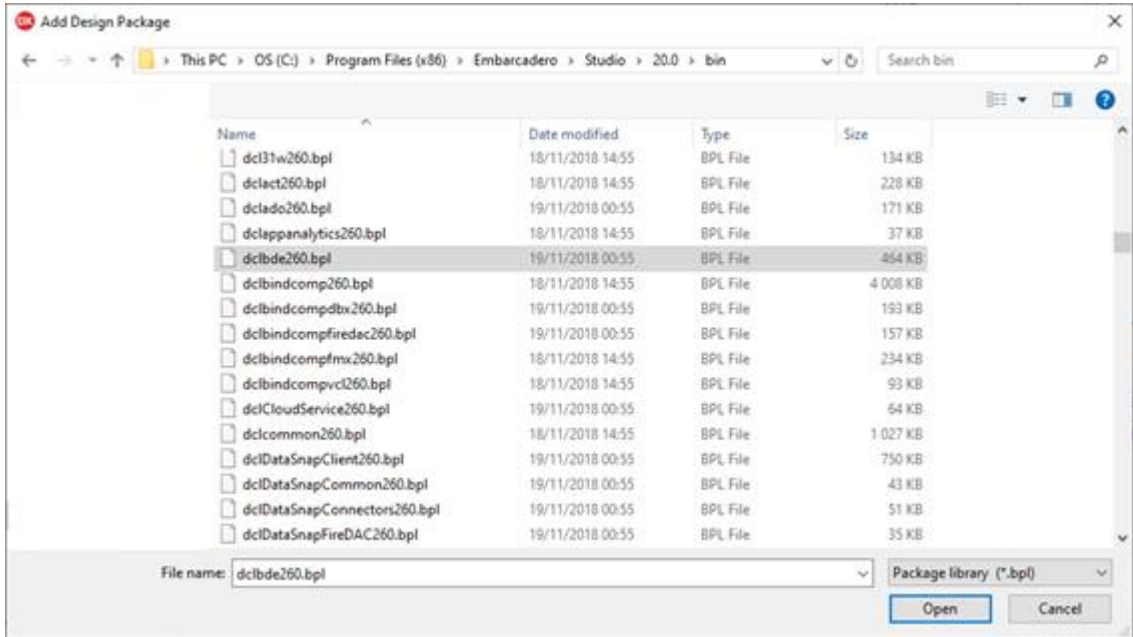 DX Add Design Package
This PC > OS (C:) > Program Files (x86) > Embarcadero > Studio > 20.0 > bin Search bin
Name Date modified Type Size
dcl31w260.bpl 18/11/2018 14:55 BPL File 134 KB
dclact260.bpl 18/11/2018 14:55 BPL File 228 KB
dclado260.bpl 19/11/2018 00:55 BPL File 171 KB
dclappanalytics260.bpl 18/11/2018 14:55 BPL File 37 KB
dclbde260.bpl 19/11/2018 00:55 BPL File 464 KB
dclbindcomp260.bpl 18/11/2018 14:55 BPL File 4 008 KB
dclbindcompdbx260.bpl 19/11/2018 00:55 BPL File 193 KB
dclbindcompfiredac260.bpl 19/11/2018 00:55 BPL File 157 KB
dclbindcompfmx260.bpl 18/11/2018 14:55 BPL File 234 KB
dclbindcompvcl260.bpl 18/11/2018 14:55 BPL File 93 KB
dclCloudService260.bpl 19/11/2018 00:55 BPL File 64 KB
dclcommon260.bpl 18/11/2018 14:55 BPL File 1 027 KB
dclDataSnapClient260.bpl 19/11/2018 00:55 BPL File 750 KB
dclDataSnapCommon260.bpl 19/11/2018 00:55 BPL File 43 KB
dclDataSnapConnectors260.bpl 19/11/2018 00:55 BPL File 51 KB
dclDataSnapFireDAC260.bpl 19/11/2018 00:55 BPL File 35 KB
File name: dclbde260.bpl Package library (*.bpl)
Open Cancel